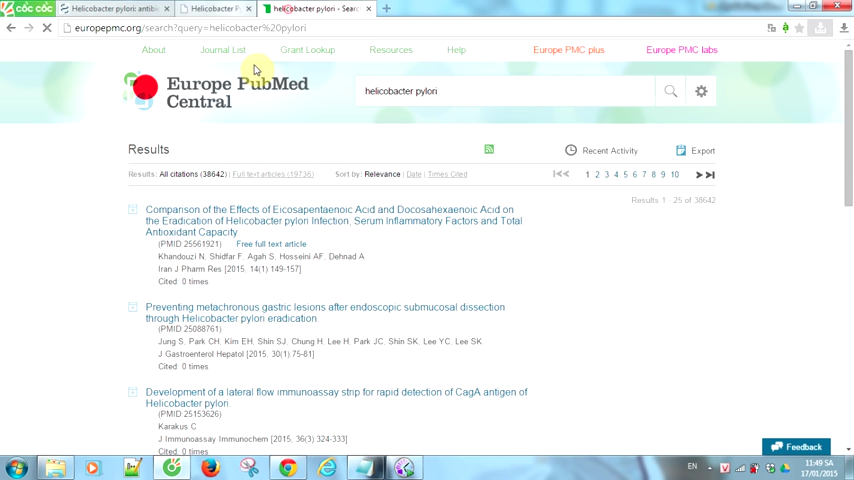 cốc cốc
Helicobacter pylori: antibi
Helicobacter Py
helicobacter pylori - Sear
europepmc.org/search?query=helicobacter%20pylori
About
Journal List
Grant Lookup
Resources
Help
Europe PMC plus
Europe PMC labs
Europe PubMed
Central
helicobacter pylori
Results
Recent Activity
Export
Results: All citations (38642) | Full text articles (19736)
Sort by: Relevance | Date | Times Cited
1 2 3 4 5 6 7 8 9 10
Results 1 - 25 of 38642
Comparison of the Effects of Eicosapentaenoic Acid and Docosahexaenoic Acid on
the Eradication of Helicobacter pylori Infection, Serum Inflammatory Factors and Total
Antioxidant Capacity
(PMID 25561921) Free full text article
Khandouzi N, Shidfar F, Agah S, Hosseini AF, Dehnad A
Iran J Pharm Res [2015, 14(1) 149-157]
Cited: 0 times
Preventing metachronous gastric lesions after endoscopic submucosal dissection
through Helicobacter pylori eradication.
(PMID 25088761)
Jung S, Park CH, Kim EH, Shin SJ, Chung H, Lee H, Park JC, Shin SK, Lee YC, Lee SK
J Gastroenterol Hepatol [2015, 30(1):75-81]
Cited: 0 times
Development of a lateral flow immunoassay strip for rapid detection of CagA antigen of
Helicobacter pylori.
(PMID 25153626)
Karakus C
J Immunoassay Immunochem [2015, 36(3) 324-333]
Cited: 0 times
Feedback
EN
11:49 SA
17/01/2015